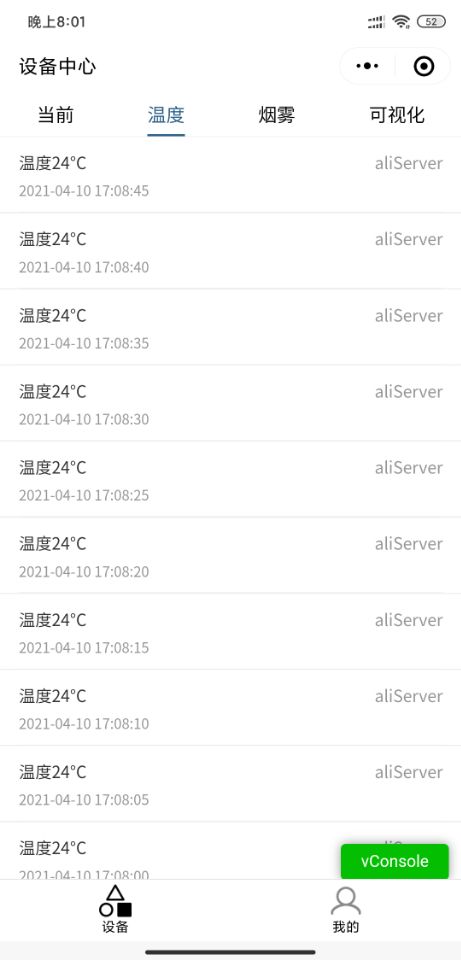 晚上8:01
52
设备中心
当前 温度 烟雾 可视化
温度24℃ aliServer
2021-04-10 17:08:45
温度24℃ aliServer
2021-04-10 17:08:40
温度24℃ aliServer
2021-04-10 17:08:35
温度24℃ aliServer
2021-04-10 17:08:30
温度24℃ aliServer
2021-04-10 17:08:25
温度24℃ aliServer
2021-04-10 17:08:20
温度24℃ aliServer
2021-04-10 17:08:15
温度24℃ aliServer
2021-04-10 17:08:10
温度24℃ aliServer
2021-04-10 17:08:05
温度24℃
vConsole
2021-04-10 17:08:00
设备 我的